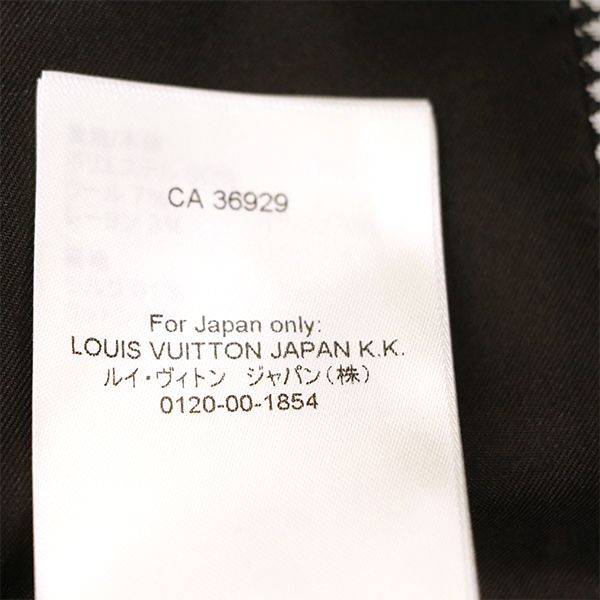 CA 36929
For Japan only:
LOUIS VUITTON JAPAN K.K.
ルイ・ヴィトン ジャパン(株)
0120-00-1854